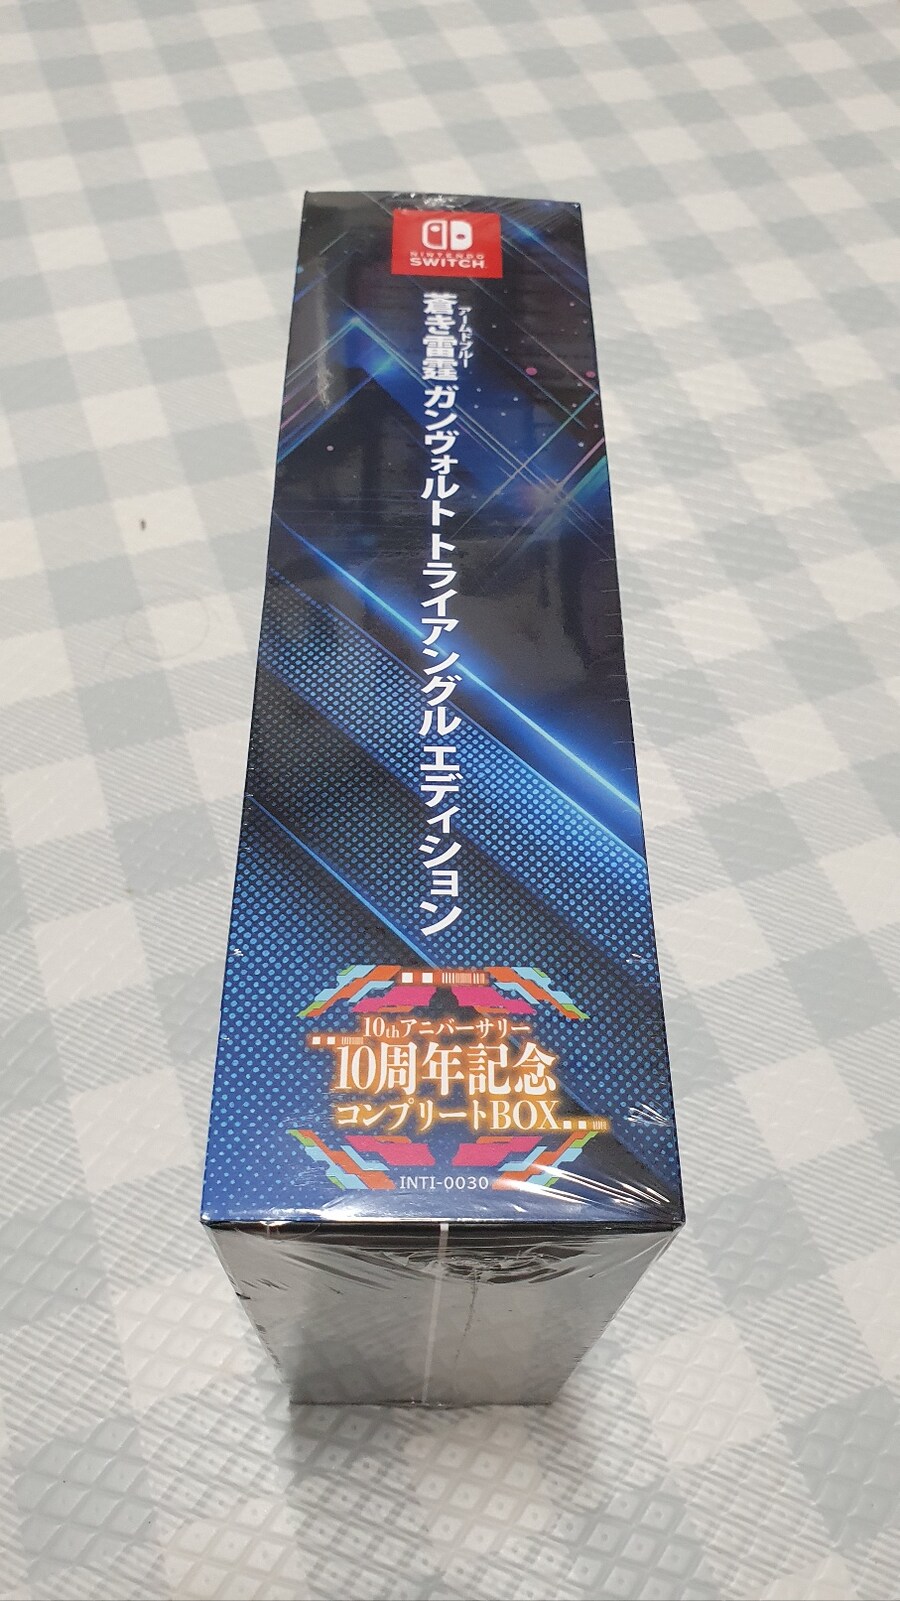 NINTENDO
SWITCH
アームドブルー
蒼き雷霆 ガンヴォルト トライアングル エディション
10thアニバーサリー
10周年記念
コンプリートBOX
INTI-0030